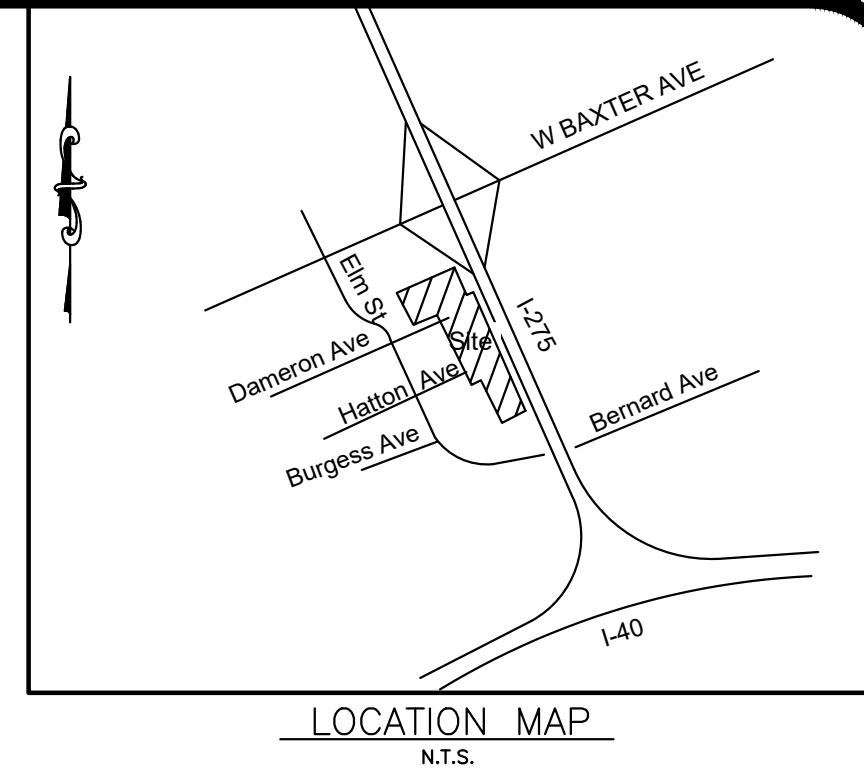 W BAXTER AVE
Elm St
I-275
Site
Dameron Ave
Hatton Ave
Bernard Ave
Burgess Ave
I-40
LOCATION MAP
N.T.S.